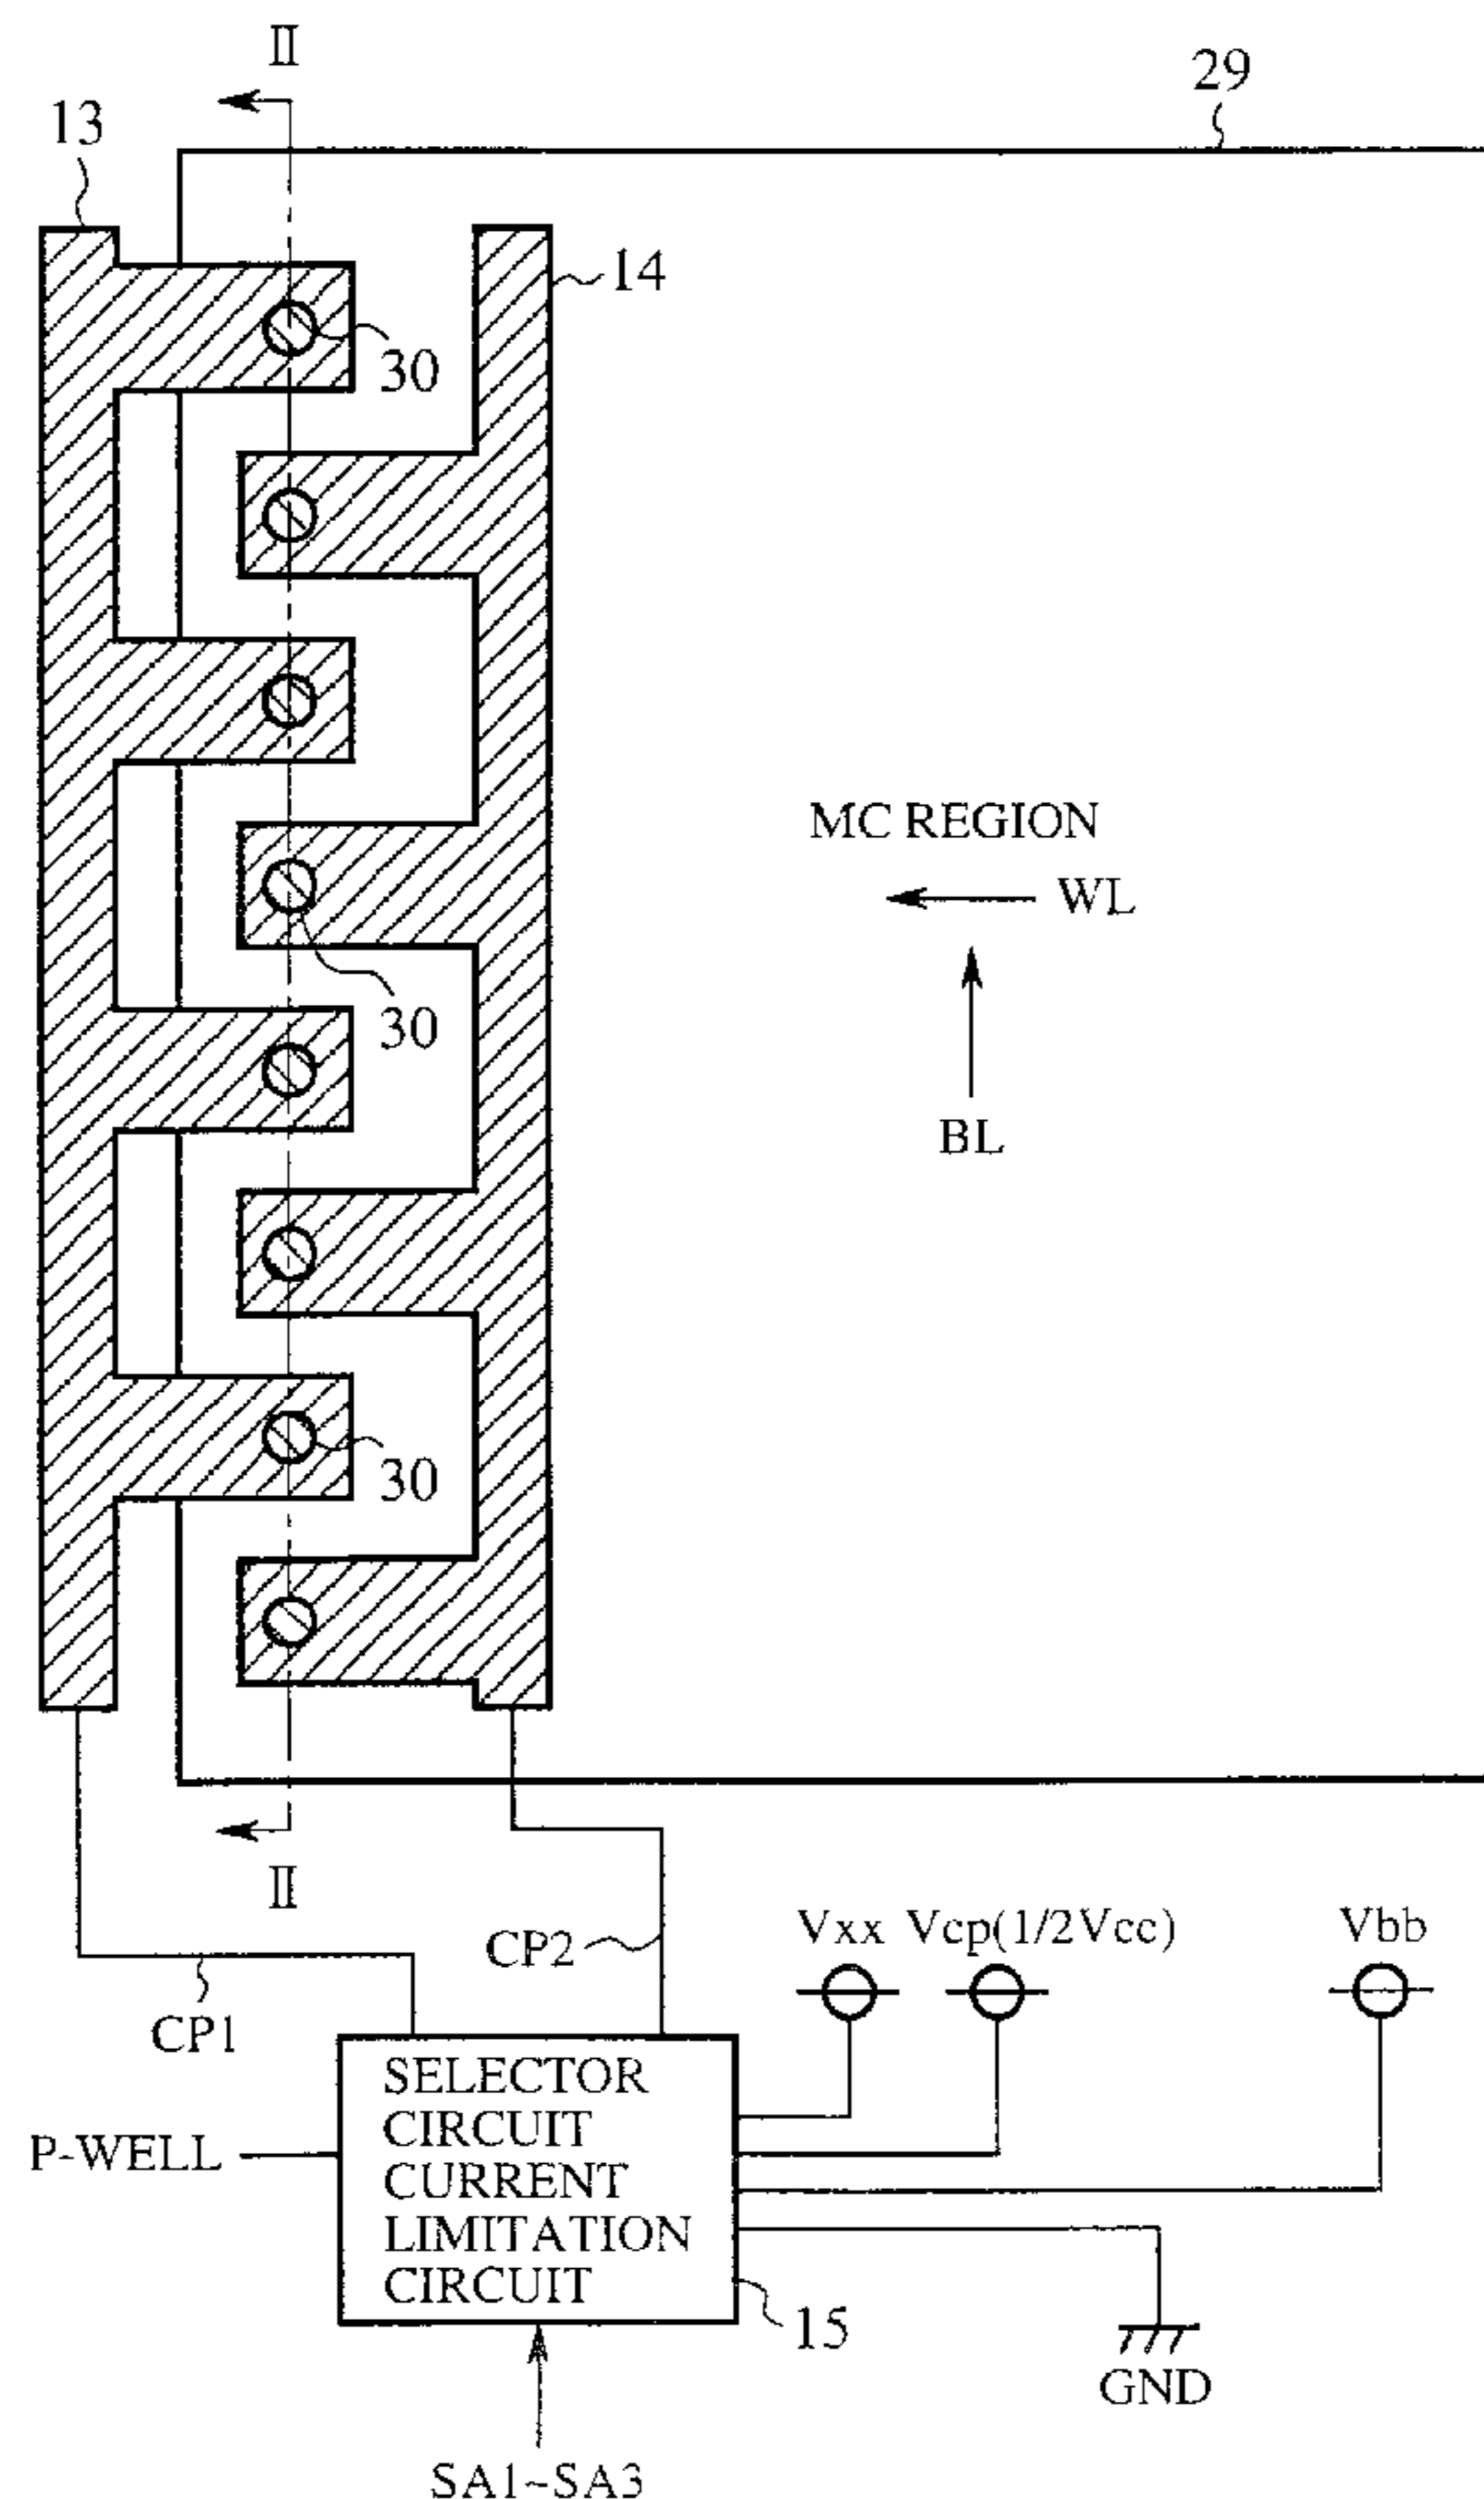 II
29
13
14
30
MC REGION
WL
30
BL
30
II
Vxx Vcp(1/2Vcc) Vbb
CP2
CP1
SELECTOR
CIRCUIT
CURRENT
LIMITATION
CIRCUIT
P-WELL
15
GND
SA1~SA3